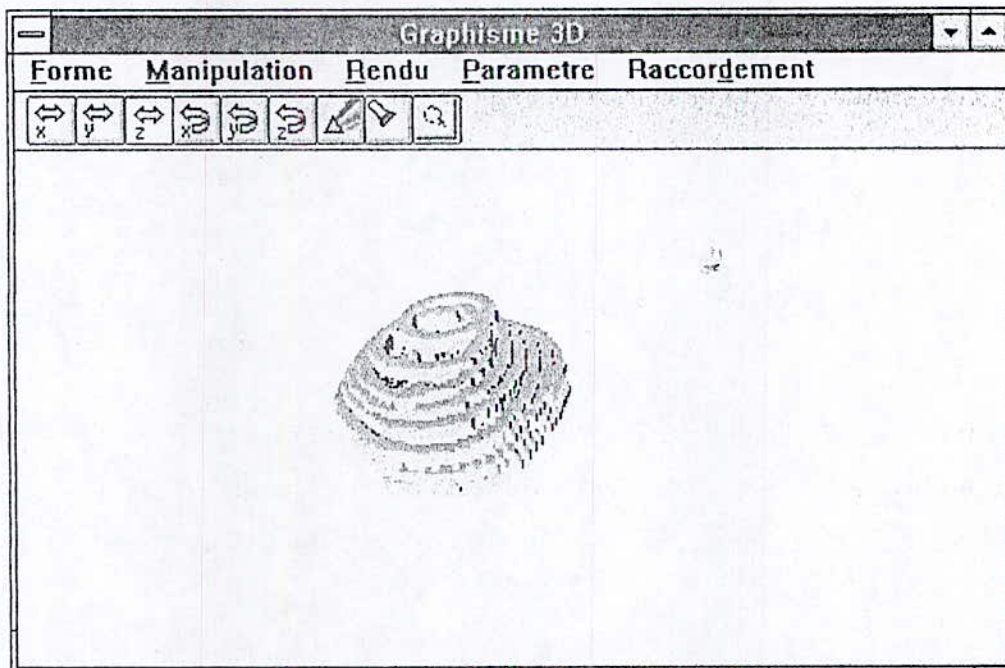 Graphisme 3D
Forme Manipulation Rendu Parametre Raccordement
x y z x y z